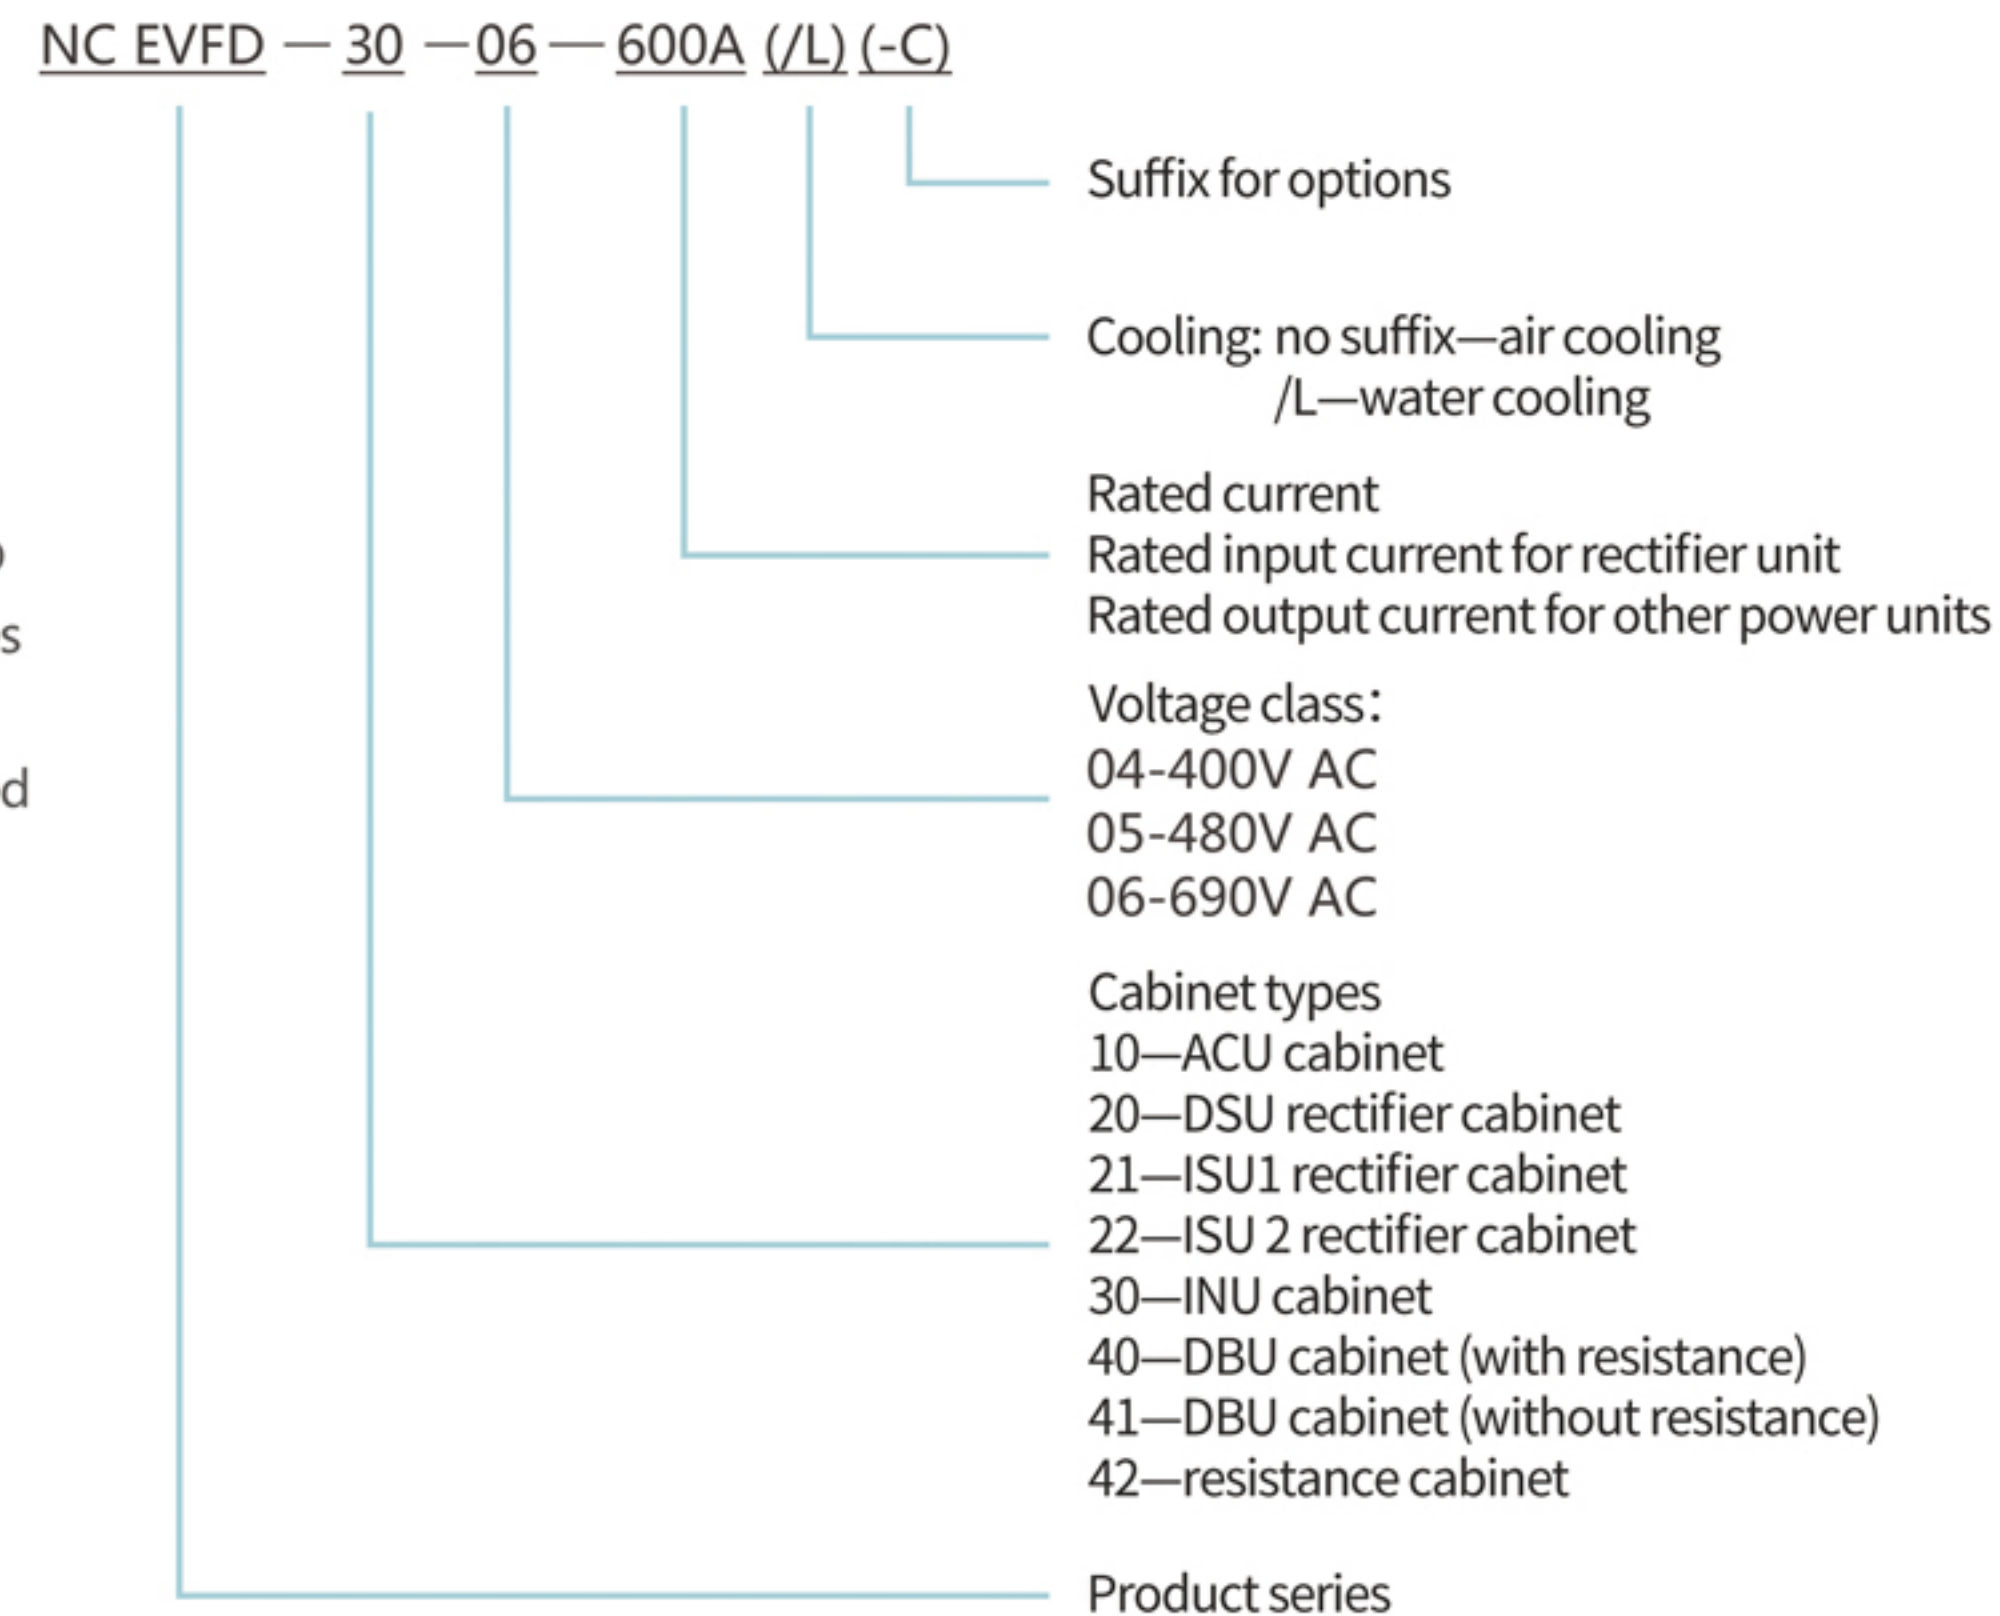 NC EVFD — 30 — 06 — 600A (/L) (-C)
Suffix for options
Cooling: no suffix—air cooling
/L—water cooling
Rated current
Rated input current for rectifier unit
Rated output current for other power units
Voltage class：
04-400V AC
05-480V AC
06-690V AC
Cabinet types
10—ACU cabinet
20—DSU rectifier cabinet
21—ISU1 rectifier cabinet
22—ISU 2 rectifier cabinet
30—INU cabinet
40—DBU cabinet (with resistance)
41—DBU cabinet (without resistance)
42—resistance cabinet
Product series
s
d